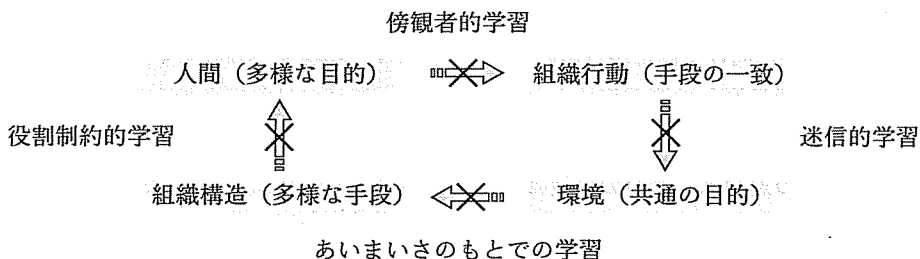 傍観者的学習
人間（多様な目的） 組織行動（手段の一致）
役割制約的学習 迷信的学習
組織構造（多様な手段） 環境（共通の目的）
あいまいさのもとでの学習